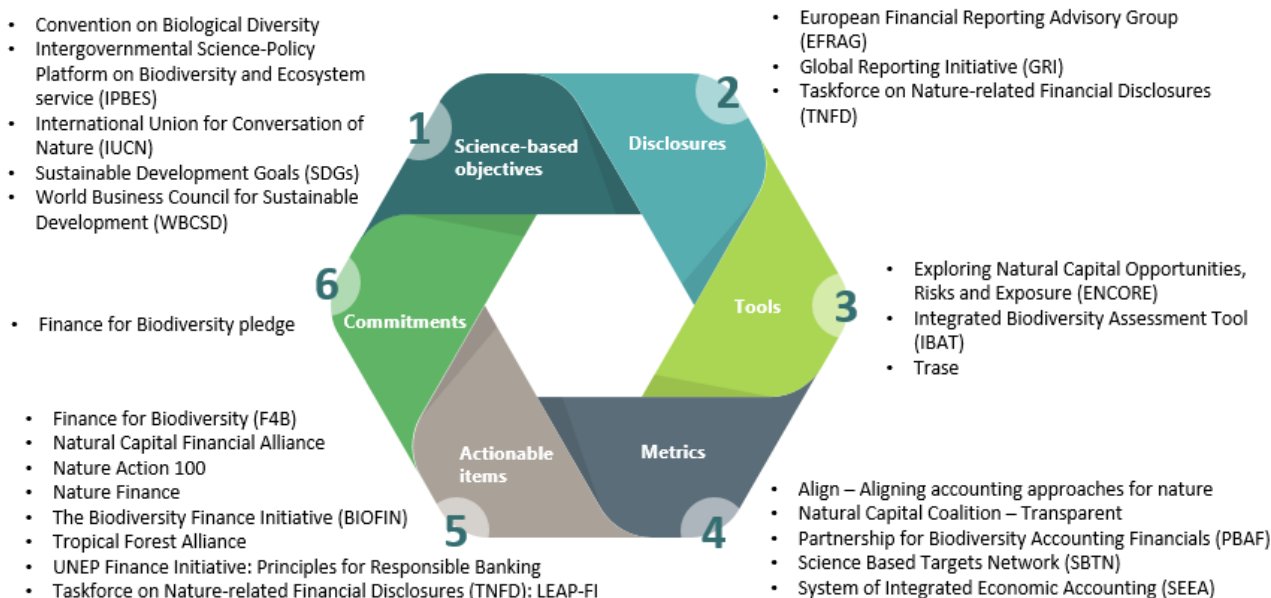 • Convention on Biological Diversity
• Intergovernmental Science-Policy
Platform on Biodiversity and Ecosystem
service (IPBES)
• International Union for Conversation of
Nature (IUCN)
• Sustainable Development Goals (SDGs)
• World Business Council for Sustainable
Development (WBCSD)
1
Science-based
objectives
• European Financial Reporting Advisory Group
(EFRAG)
• Global Reporting Initiative (GRI)
• Taskforce on Nature-related Financial Disclosures
(TNFD)
2
Disclosures
• Exploring Natural Capital Opportunities,
Risks and Exposure (ENCORE)
• Integrated Biodiversity Assessment Tool
(IBAT)
• Trase
3
Tools
4
Metrics
• Align – Aligning accounting approaches for nature
• Natural Capital Coalition – Transparent
• Partnership for Biodiversity Accounting Financials (PBAF)
• Science Based Targets Network (SBTN)
• System of Integrated Economic Accounting (SEEA)
5
Actionable
items
• Finance for Biodiversity (F4B)
• Natural Capital Financial Alliance
• Nature Action 100
• Nature Finance
• The Biodiversity Finance Initiative (BIOFIN)
• Tropical Forest Alliance
• UNEP Finance Initiative: Principles for Responsible Banking
• Taskforce on Nature-related Financial Disclosures (TNFD): LEAP-FI
6
Commitments
• Finance for Biodiversity pledge